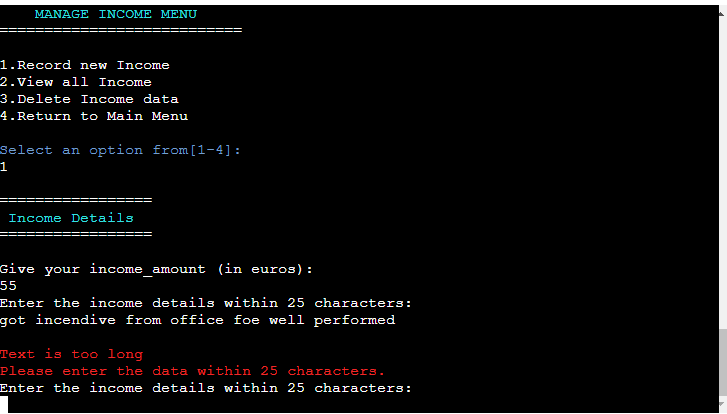 MANAGE INCOME MENU
===========================
1.Record new Income
2.View all Income
3.Delete Income data
4.Return to Main Menu
Select an option from[1-4]:
1
=================
Income Details
=================
Give your income_amount (in euros):
55
Enter the income details within 25 characters:
got incendive from office foe well performed
Text is too long
Please enter the data within 25 characters.
Enter the income details within 25 characters: